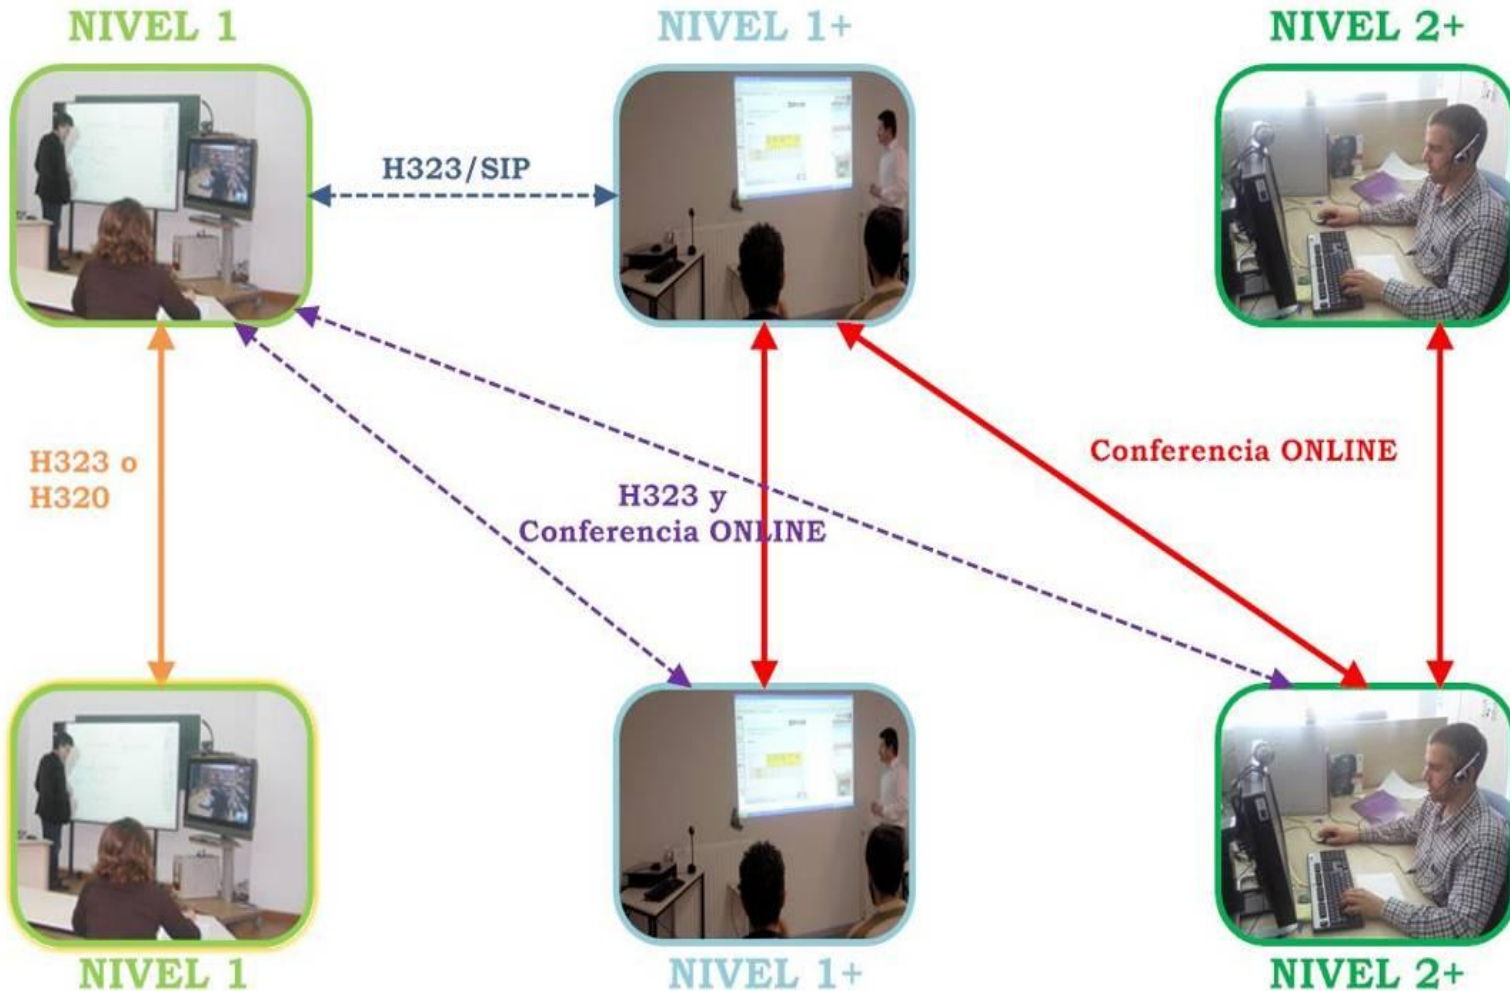 NIVEL 1
NIVEL 1+
NIVEL 2+
H323/SIP
Conferencia ONLINE
H323 o
H320
H323 y
Conferencia ONLINE
NIVEL 1
NIVEL 1+
NIVEL 2+